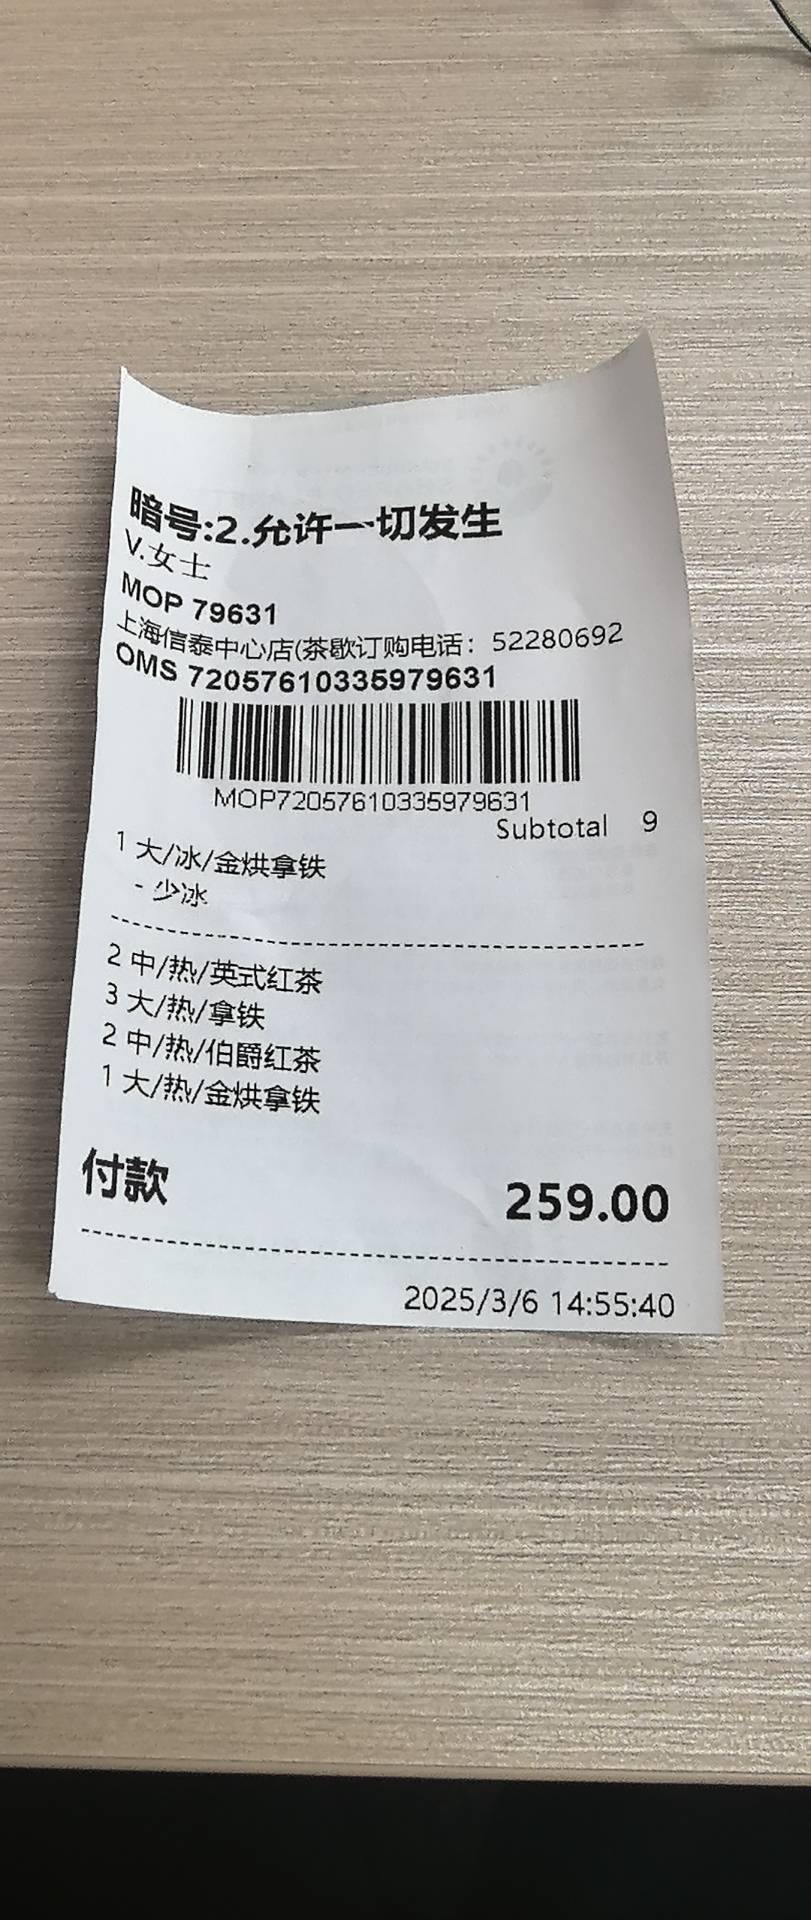 暗号:2.允许一切发生
V.女士
MOP 79631
上海信泰中心店(茶歇订购电话：52280692
OMS 72057610335979631
MOP72057610335979631
Subtotal 9
1 大/冰/金烘拿铁
- 少冰
2 中/热/英式红茶
3 大/热/拿铁
2 中/热/伯爵红茶
1 大/热/金烘拿铁
付款 259.00
2025/3/6 14:55:40